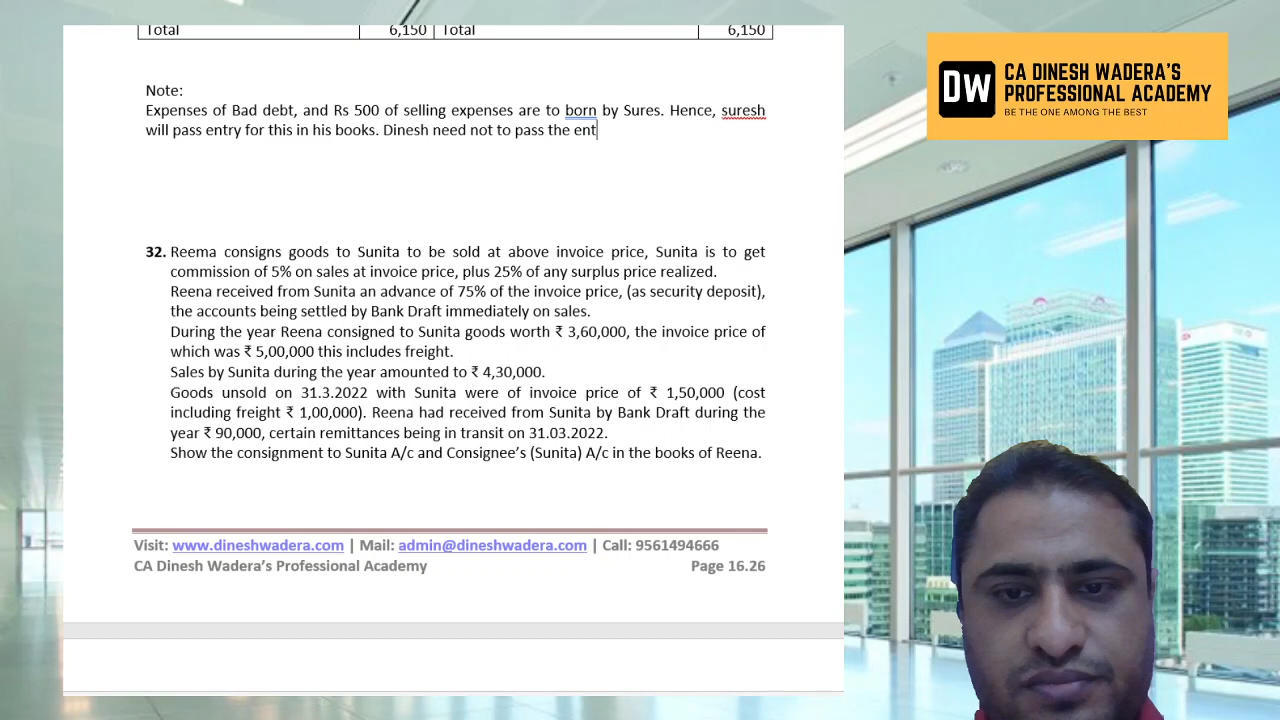 Total 6,150 Total 6,150
Note:
Expenses of Bad debt, and Rs 500 of selling expenses are to born by Sures. Hence, suresh
will pass entry for this in his books. Dinesh need not to pass the ent
32. Reema consigns goods to Sunita to be sold at above invoice price, Sunita is to get
commission of 5% on sales at invoice price, plus 25% of any surplus price realized.
Reena received from Sunita an advance of 75% of the invoice price, (as security deposit),
the accounts being settled by Bank Draft immediately on sales.
During the year Reena consigned to Sunita goods worth ₹ 3,60,000, the invoice price of
which was ₹ 5,00,000 this includes freight.
Sales by Sunita during the year amounted to ₹ 4,30,000.
Goods unsold on 31.3.2022 with Sunita were of invoice price of ₹ 1,50,000 (cost
including freight ₹ 1,00,000). Reena had received from Sunita by Bank Draft during the
year ₹ 90,000, certain remittances being in transit on 31.03.2022.
Show the consignment to Sunita A/c and Consignee’s (Sunita) A/c in the books of Reena.
Visit: www.dineshwadera.com | Mail: admin@dineshwadera.com | Call: 9561494666
CA Dinesh Wadera’s Professional Academy Page 16.26
DW
CA DINESH WADERA'S
PROFESSIONAL ACADEMY
BE THE ONE AMONG THE BEST